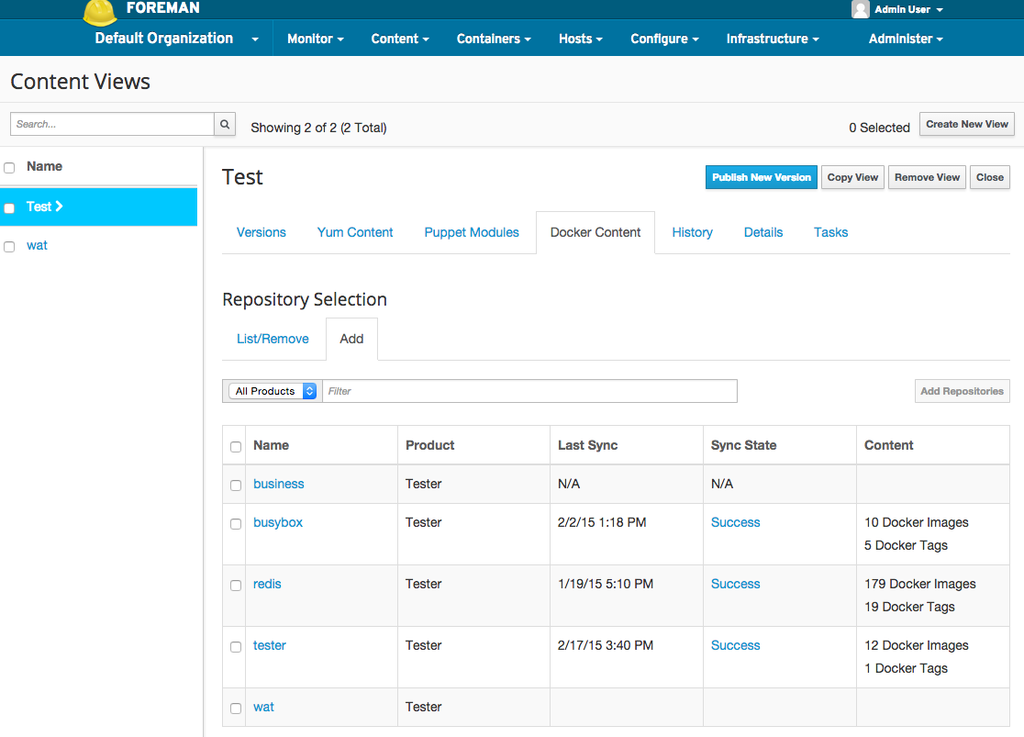 FOREMAN
Admin User
Default Organization Monitor Content Containers Hosts Configure Infrastructure Administer
Content Views
Search...
Showing 2 of 2 (2 Total)
0 Selected
Create New View
Name
Test
wat
Test
Publish New Version Copy View Remove View Close
Versions Yum Content Puppet Modules Docker Content History Details Tasks
Repository Selection
List/Remove Add
All Products Filter Add Repositories
Name Product Last Sync Sync State Content
business Tester N/A N/A
busybox Tester 2/2/15 1:18 PM Success 10 Docker Images
5 Docker Tags
redis Tester 1/19/15 5:10 PM Success 179 Docker Images
19 Docker Tags
tester Tester 2/17/15 3:40 PM Success 12 Docker Images
1 Docker Tags
wat Tester